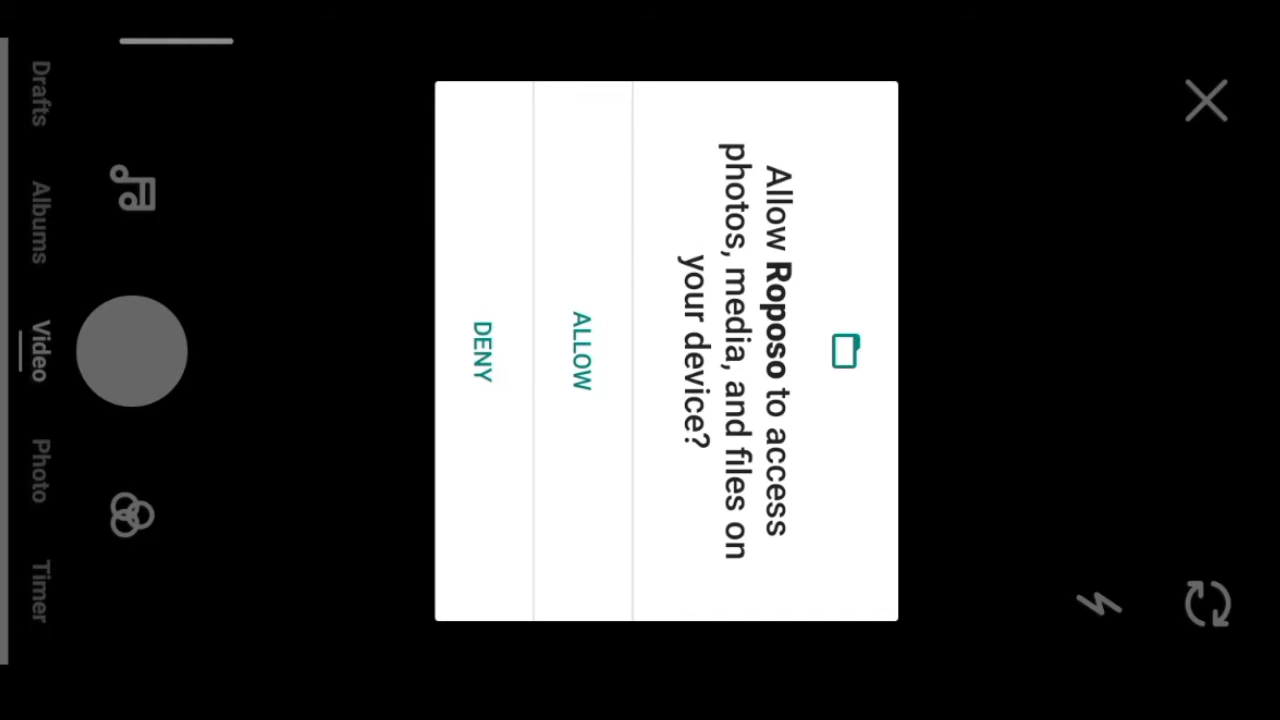 Allow Roposo to access
photos, media, and files on
your device?
ALLOW
DENY
Drafts
Albums
Video
Photo
Timer